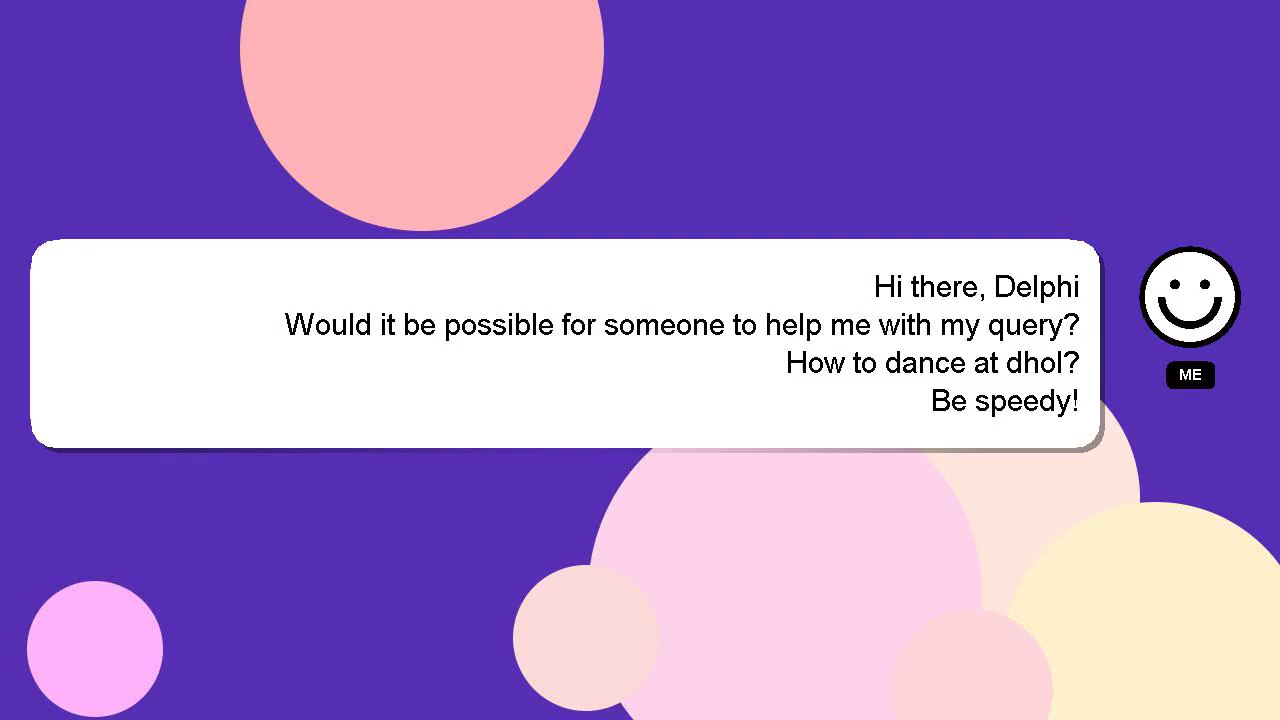 Hi there, Delphi
Would it be possible for someone to help me with my query?
How to dance at dhol?
Be speedy!
ME